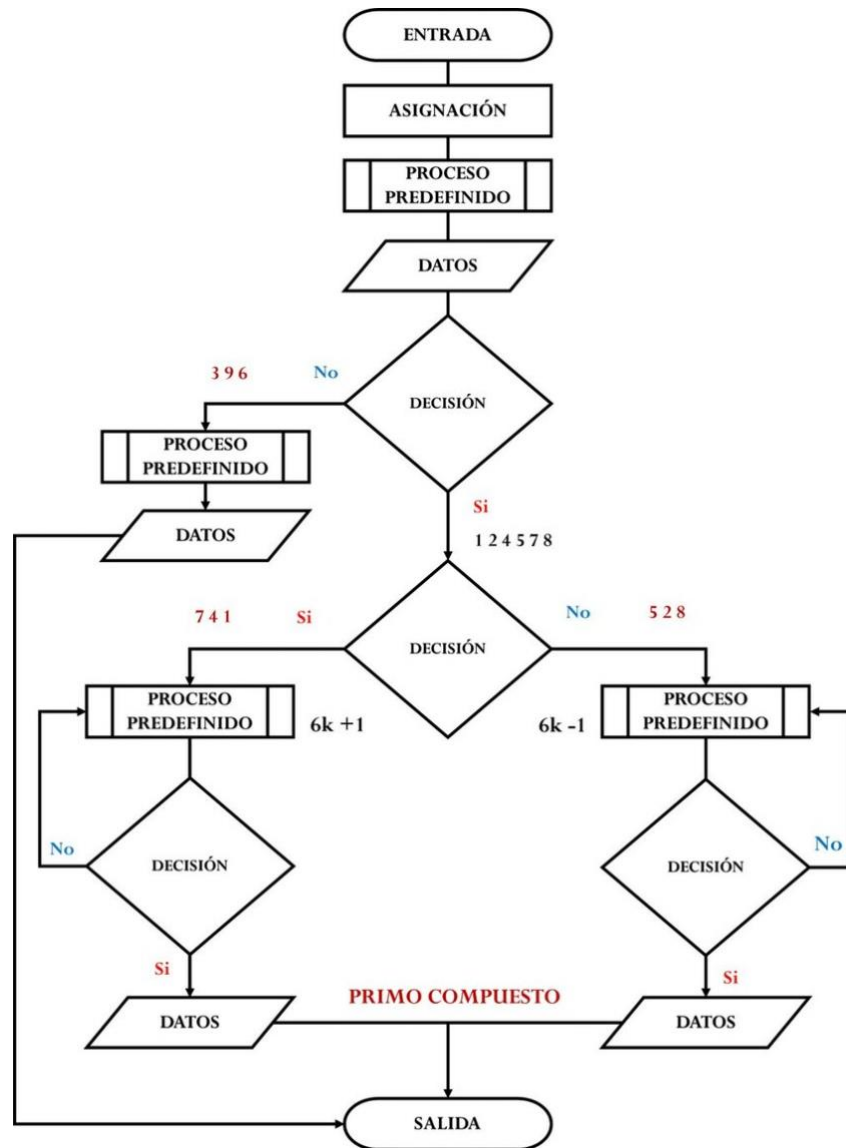 ENTRADA
ASIGNACIÓN
PROCESO
PREDEFINIDO
DATOS
3 9 6 No
DECISIÓN
PROCESO
PREDEFINIDO
Si
DATOS
1 2 4 5 7 8
7 4 1 Si
No 5 2 8
DECISIÓN
PROCESO
PREDEFINIDO
6k +1
6k -1
PROCESO
PREDEFINIDO
No
DECISIÓN
DECISIÓN
No
Si
Si
PRIMO COMPUESTO
DATOS
DATOS
SALIDA